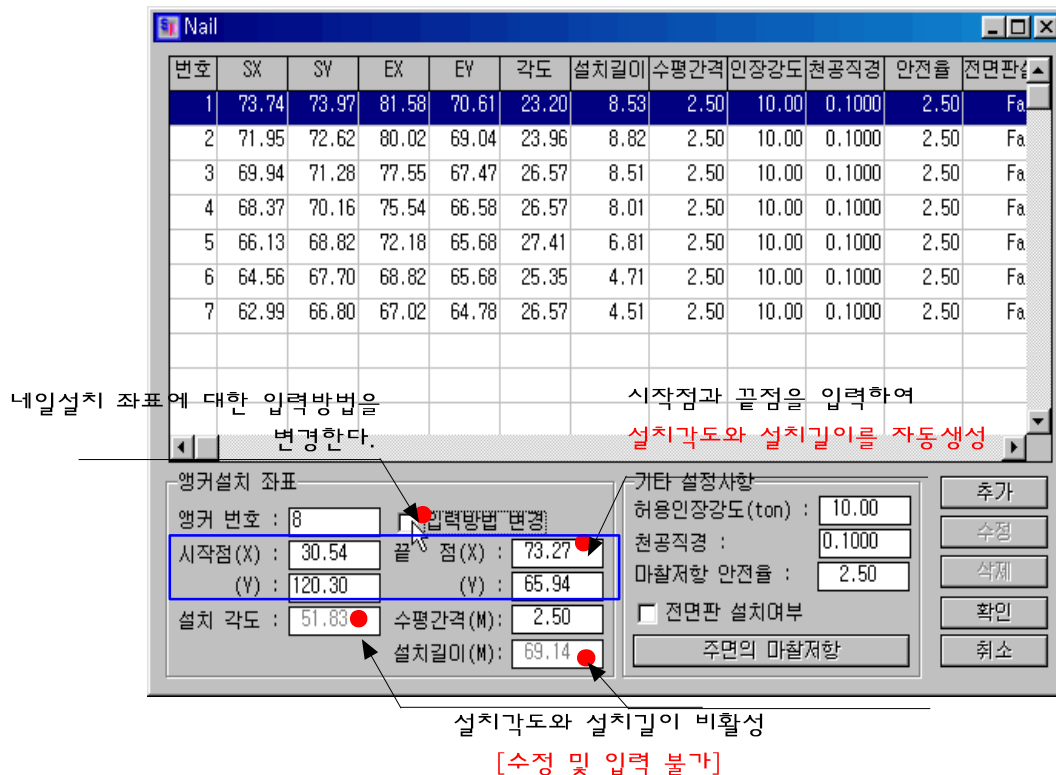 Nail
번호 SX SY EX EY 각도 설치길이 수평간격 인장강도 천공직경 안전율 전면판
1 73.74 73.97 81.58 70.61 23.20 8.53 2.50 10.00 0.1000 2.50 Fa
2 71.95 72.62 80.02 69.04 23.96 8.82 2.50 10.00 0.1000 2.50 Fa
3 69.94 71.28 77.55 67.47 26.57 8.51 2.50 10.00 0.1000 2.50 Fa
4 68.37 70.16 75.54 66.58 26.57 8.01 2.50 10.00 0.1000 2.50 Fa
5 66.13 68.82 72.18 65.68 27.41 6.81 2.50 10.00 0.1000 2.50 Fa
6 64.56 67.70 68.82 65.68 25.35 4.71 2.50 10.00 0.1000 2.50 Fa
7 62.99 66.80 67.02 64.78 26.57 4.51 2.50 10.00 0.1000 2.50 Fa
네일설치 좌표에 대한 입력방법을
변경한다.
시작점과 끝점을 입력하여
설치각도와 설치길이를 자동생성
앵커설치 좌표
앵커 번호 : 8 입력방법 변경
시작점(X) : 30.54 끝 점(X) : 73.27
(Y) : 120.30 (Y) : 65.94
설치 각도 : 51.83 수평간격(M): 2.50
설치길이(M): 69.14
기타 설정사항
허용인장강도(ton) : 10.00
천공직경 : 0.1000
마찰저항 안전율 : 2.50
전면판 설치여부
주면의 마찰저항
추가
수정
삭제
확인
취소
설치각도와 설치길이 비활성
[수정 및 입력 불가]